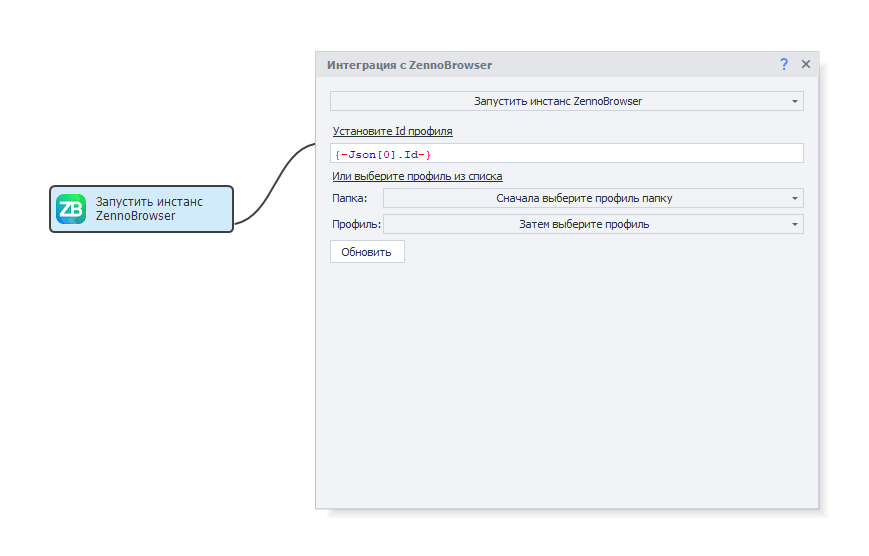 Интеграция с ZennoBrowser
?
Запустить инстанс ZennoBrowser
Установите Id профиля
{-Json[0].Id-}
Или выберите профиль из списка
Папка:
Сначала выберите профиль папку
Профиль:
Затем выберите профиль
Обновить
ZB
Запустить инстанс
ZennoBrowser